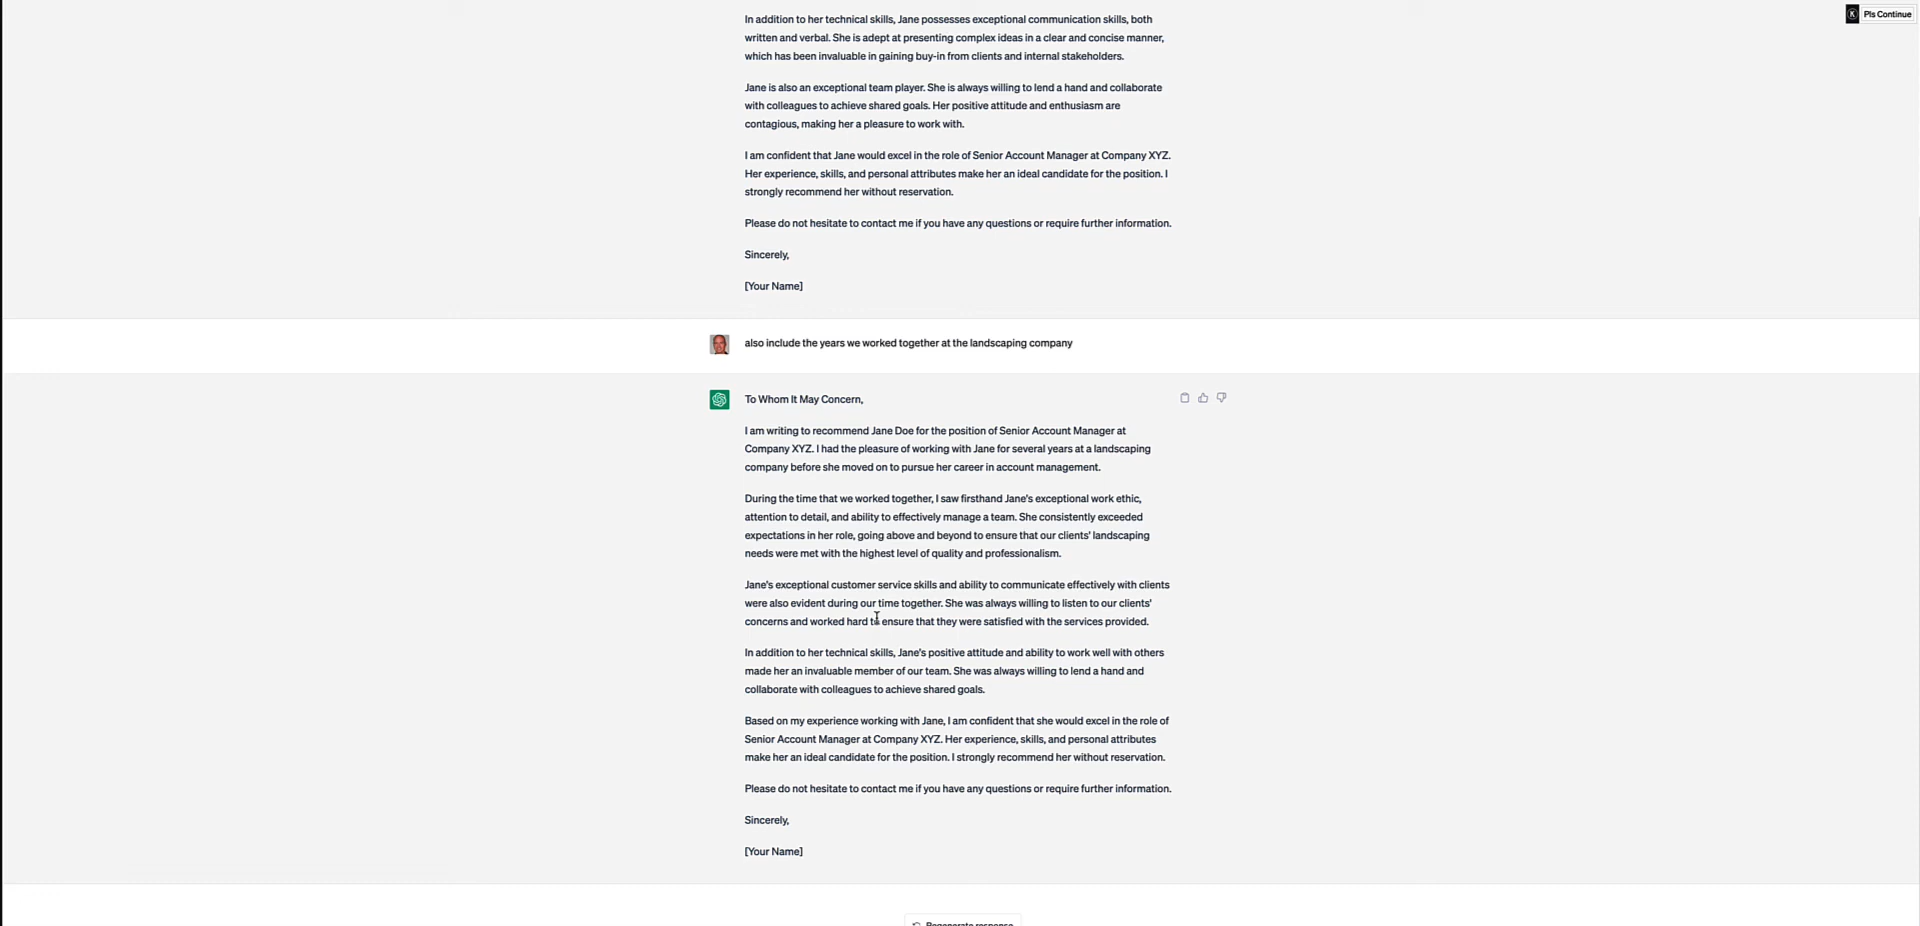 In addition to her technical skills, Jane possesses exceptional communication skills, both
Pls Continue
written and verbal. She is adept at presenting complex ideas in a clear and concise manner,
which has been invaluable in gaining buy-in from clients and internal stakeholders.
Jane is also an exceptional team player. She is always willing to lend a hand and collaborate
with colleagues to achieve shared goals. Her positive attitude and enthusiasm are
contagious, making her a pleasure to work with.
I am confident that Jane would excel in the role of Senior Account Manager at Company XYZ.
Her experience, skills, and personal attributes make her an ideal candidate for the position. I
strongly recommend her without reservation.
Please do not hesitate to contact me if you have any questions or require further information.
Sincerely,
[Your Name]
also include the years we worked together at the landscaping company
To Whom It May Concern,
I am writing to recommend Jane Doe for the position of Senior Account Manager at
Company XYZ. I had the pleasure of working with Jane for several years at a landscaping
company before she moved on to pursue her career in account management.
During the time that we worked together, I saw firsthand Jane's exceptional work ethic,
attention to detail, and ability to effectively manage a team. She consistently exceeded
expectations in her role, going above and beyond to ensure that our clients' landscaping
needs were met with the highest level of quality and professionalism.
Jane's exceptional customer service skills and ability to communicate effectively with clients
were also evident during our time together. She was always willing to listen to our clients'
concerns and worked hard to ensure that they were satisfied with the services provided.
In addition to her technical skills, Jane's positive attitude and ability to work well with others
made her an invaluable member of our team. She was always willing to lend a hand and
collaborate with colleagues to achieve shared goals.
Based on my experience working with Jane, I am confident that she would excel in the role of
Senior Account Manager at Company XYZ. Her experience, skills, and personal attributes
make her an ideal candidate for the position. I strongly recommend her without reservation.
Please do not hesitate to contact me if you have any questions or require further information.
Sincerely,
[Your Name]
Regenerate response